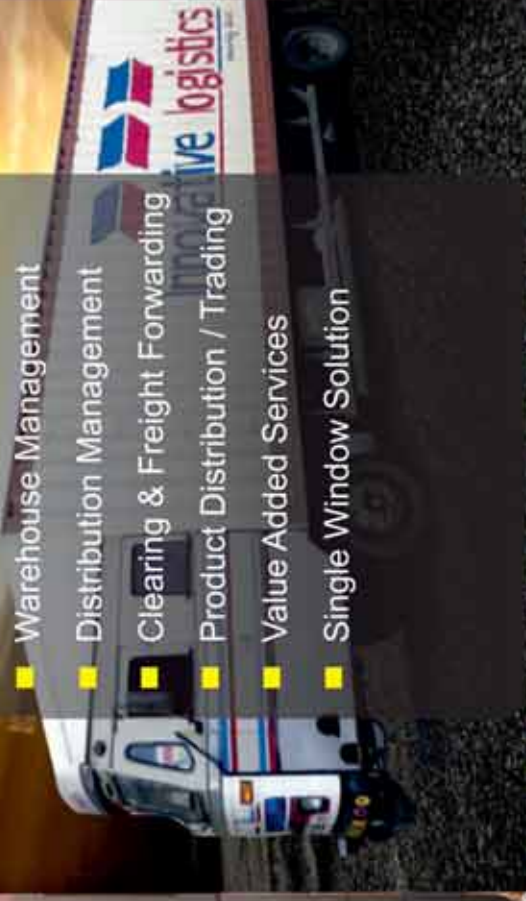 innovative logistics
Warehouse Management
Distribution Management
Clearing & Freight Forwarding
Product Distribution / Trading
Value Added Services
Single Window Solution